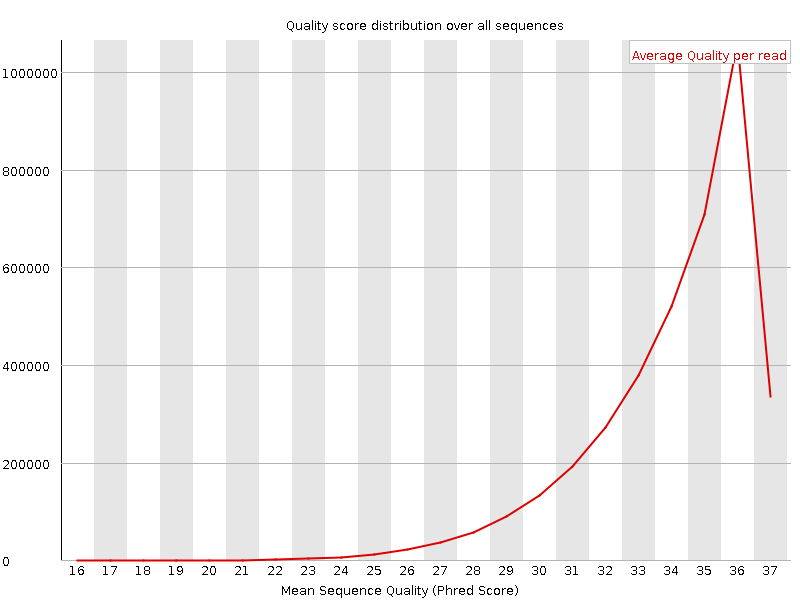 Quality score distribution over all sequences
Average Quality per read
1000000
800000
600000
400000
200000
0
16 17 18 19 20 21 22 23 24 25 26 27 28 29 30 31 32 33 34 35 36 37
Mean Sequence Quality (Phred Score)